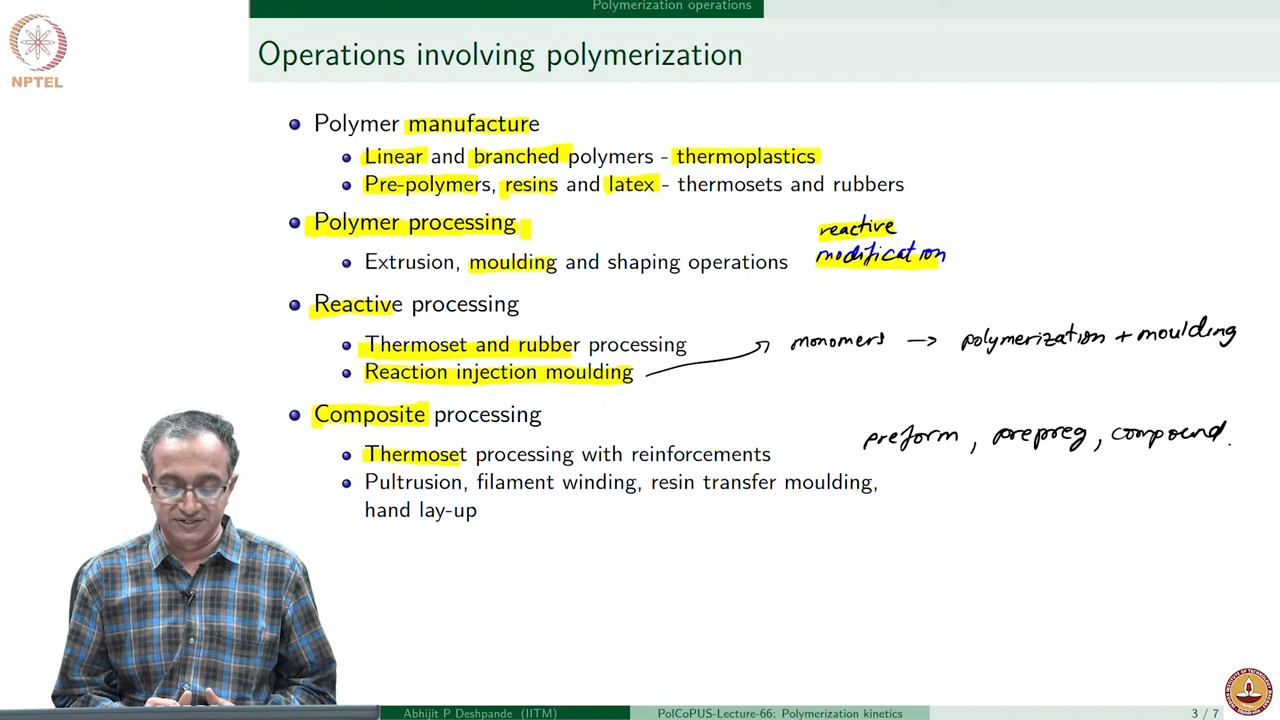 Polymerization operations
NPTEL
Operations involving polymerization
Polymer manufacture
Linear and branched polymers - thermoplastics
Pre-polymers, resins and latex - thermosets and rubbers
Polymer processing
reactive
modification
Extrusion, moulding and shaping operations
Reactive processing
Thermoset and rubber processing
monomers → polymerization + moulding
Reaction injection moulding
Composite processing
preform, prepreg, compound.
Thermoset processing with reinforcements
Pultrusion, filament winding, resin transfer moulding,
hand lay-up
Abhijit P Deshpande (IITM)
PolCoPUS-Lecture-66: Polymerization kinetics
3 / 7